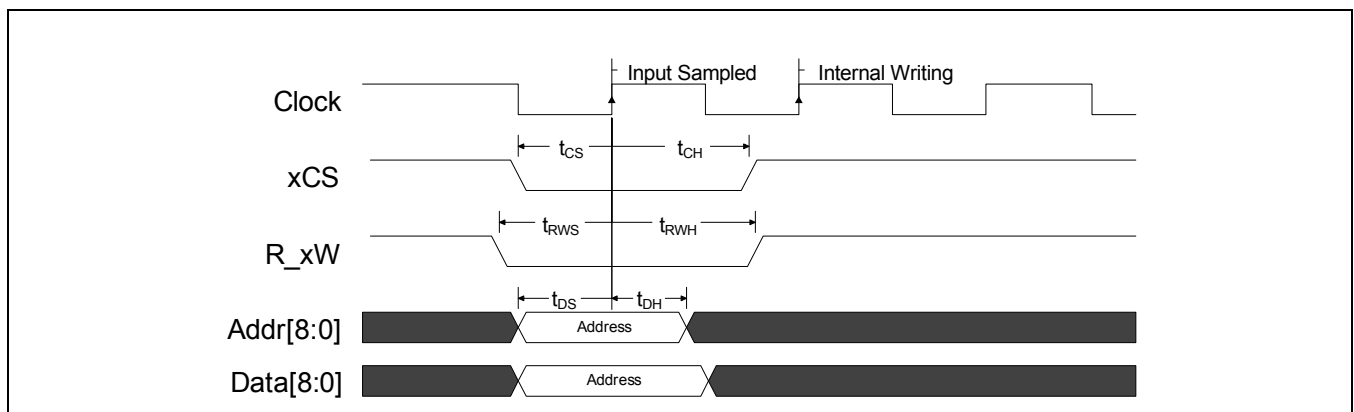 Input Sampled Internal Writing
Clock
tCS tCH
xCS
tRWS tRWH
R_xW
tDS tDH
Addr[8:0] Address
Data[8:0] Address